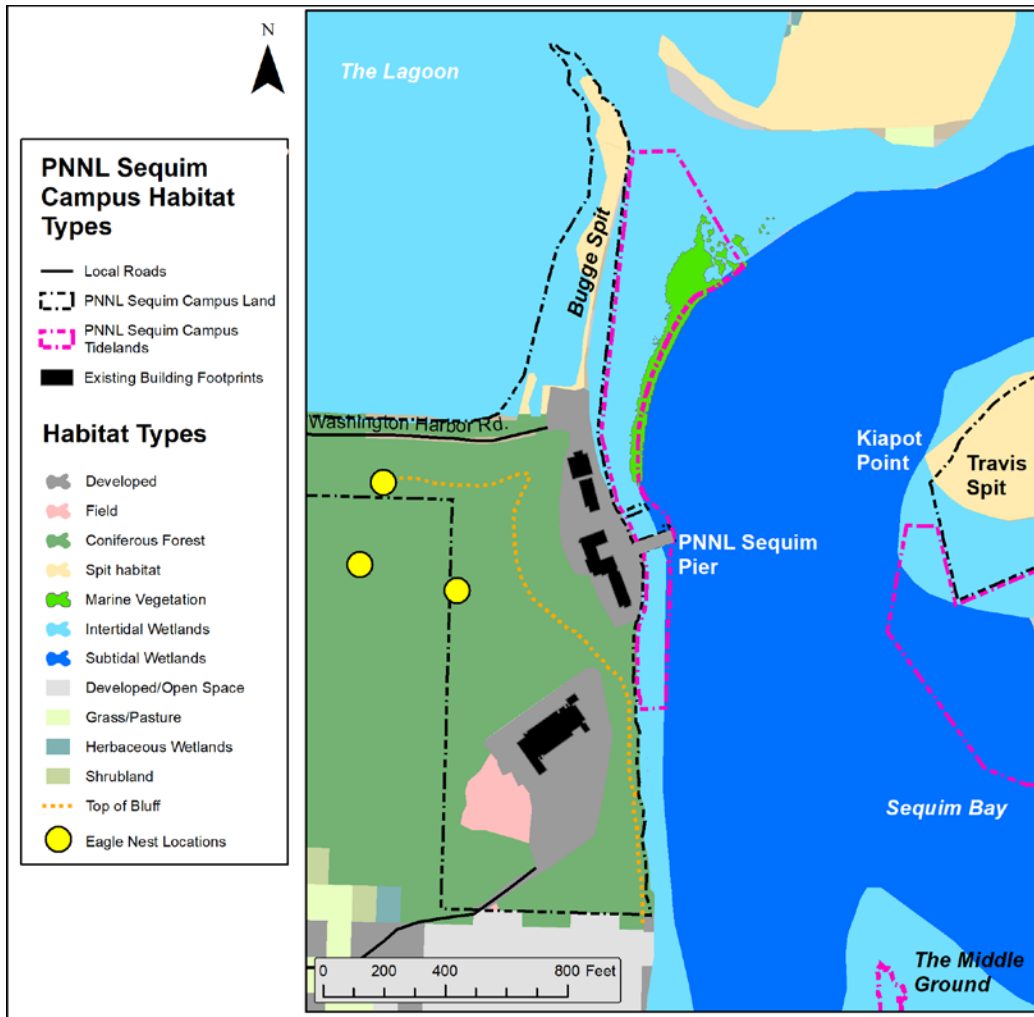 N
PNNL Sequim
Campus Habitat
Types
Local Roads
PNNL Sequim Campus Land
PNNL Sequim Campus
Tidelands
Existing Building Footprints
Habitat Types
Developed
Field
Coniferous Forest
Spit habitat
Marine Vegetation
Intertidal Wetlands
Subtidal Wetlands
Developed/Open Space
Grass/Pasture
Herbaceous Wetlands
Shrubland
Top of Bluff
Eagle Nest Locations
The Lagoon
Bugge Spit
Washington Harbor Rd.
Kiapot
Point
Travis
Spit
PNNL Sequim
Pier
Sequim Bay
The Middle
Ground
0 200 400 800 Feet